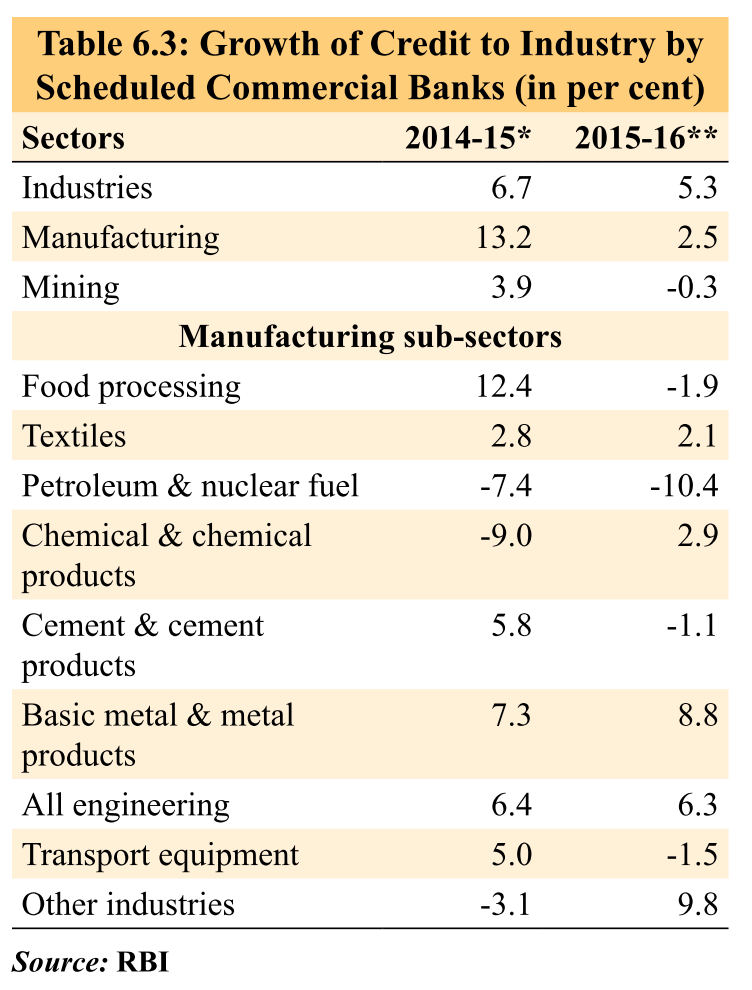 Table 6.3: Growth of Credit to Industry by
Scheduled Commercial Banks (in per cent)
Sectors 2014-15* 2015-16**
Industries 6.7 5.3
Manufacturing 13.2 2.5
Mining 3.9 -0.3
Manufacturing sub-sectors
Food processing 12.4 -1.9
Textiles 2.8 2.1
Petroleum & nuclear fuel -7.4 -10.4
Chemical & chemical -9.0 2.9
products
Cement & cement 5.8 -1.1
products
Basic metal & metal 7.3 8.8
products
All engineering 6.4 6.3
Transport equipment 5.0 -1.5
Other industries -3.1 9.8
Source: RBI